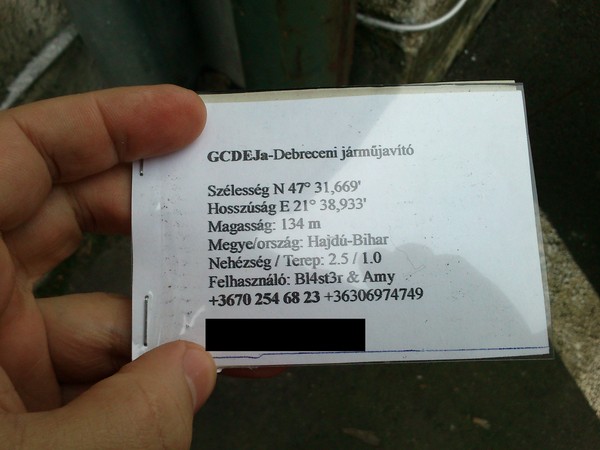 GCDEJa-Debreceni járműjavító
Szélesség N 47° 31,669'
Hosszúság E 21° 38,933'
Magasság: 134 m
Megye/ország: Hajdú-Bihar
Nehézség / Terep: 2.5 / 1.0
Felhasználó: Bl4st3r & Amy
+3670 254 68 23 +36306974749